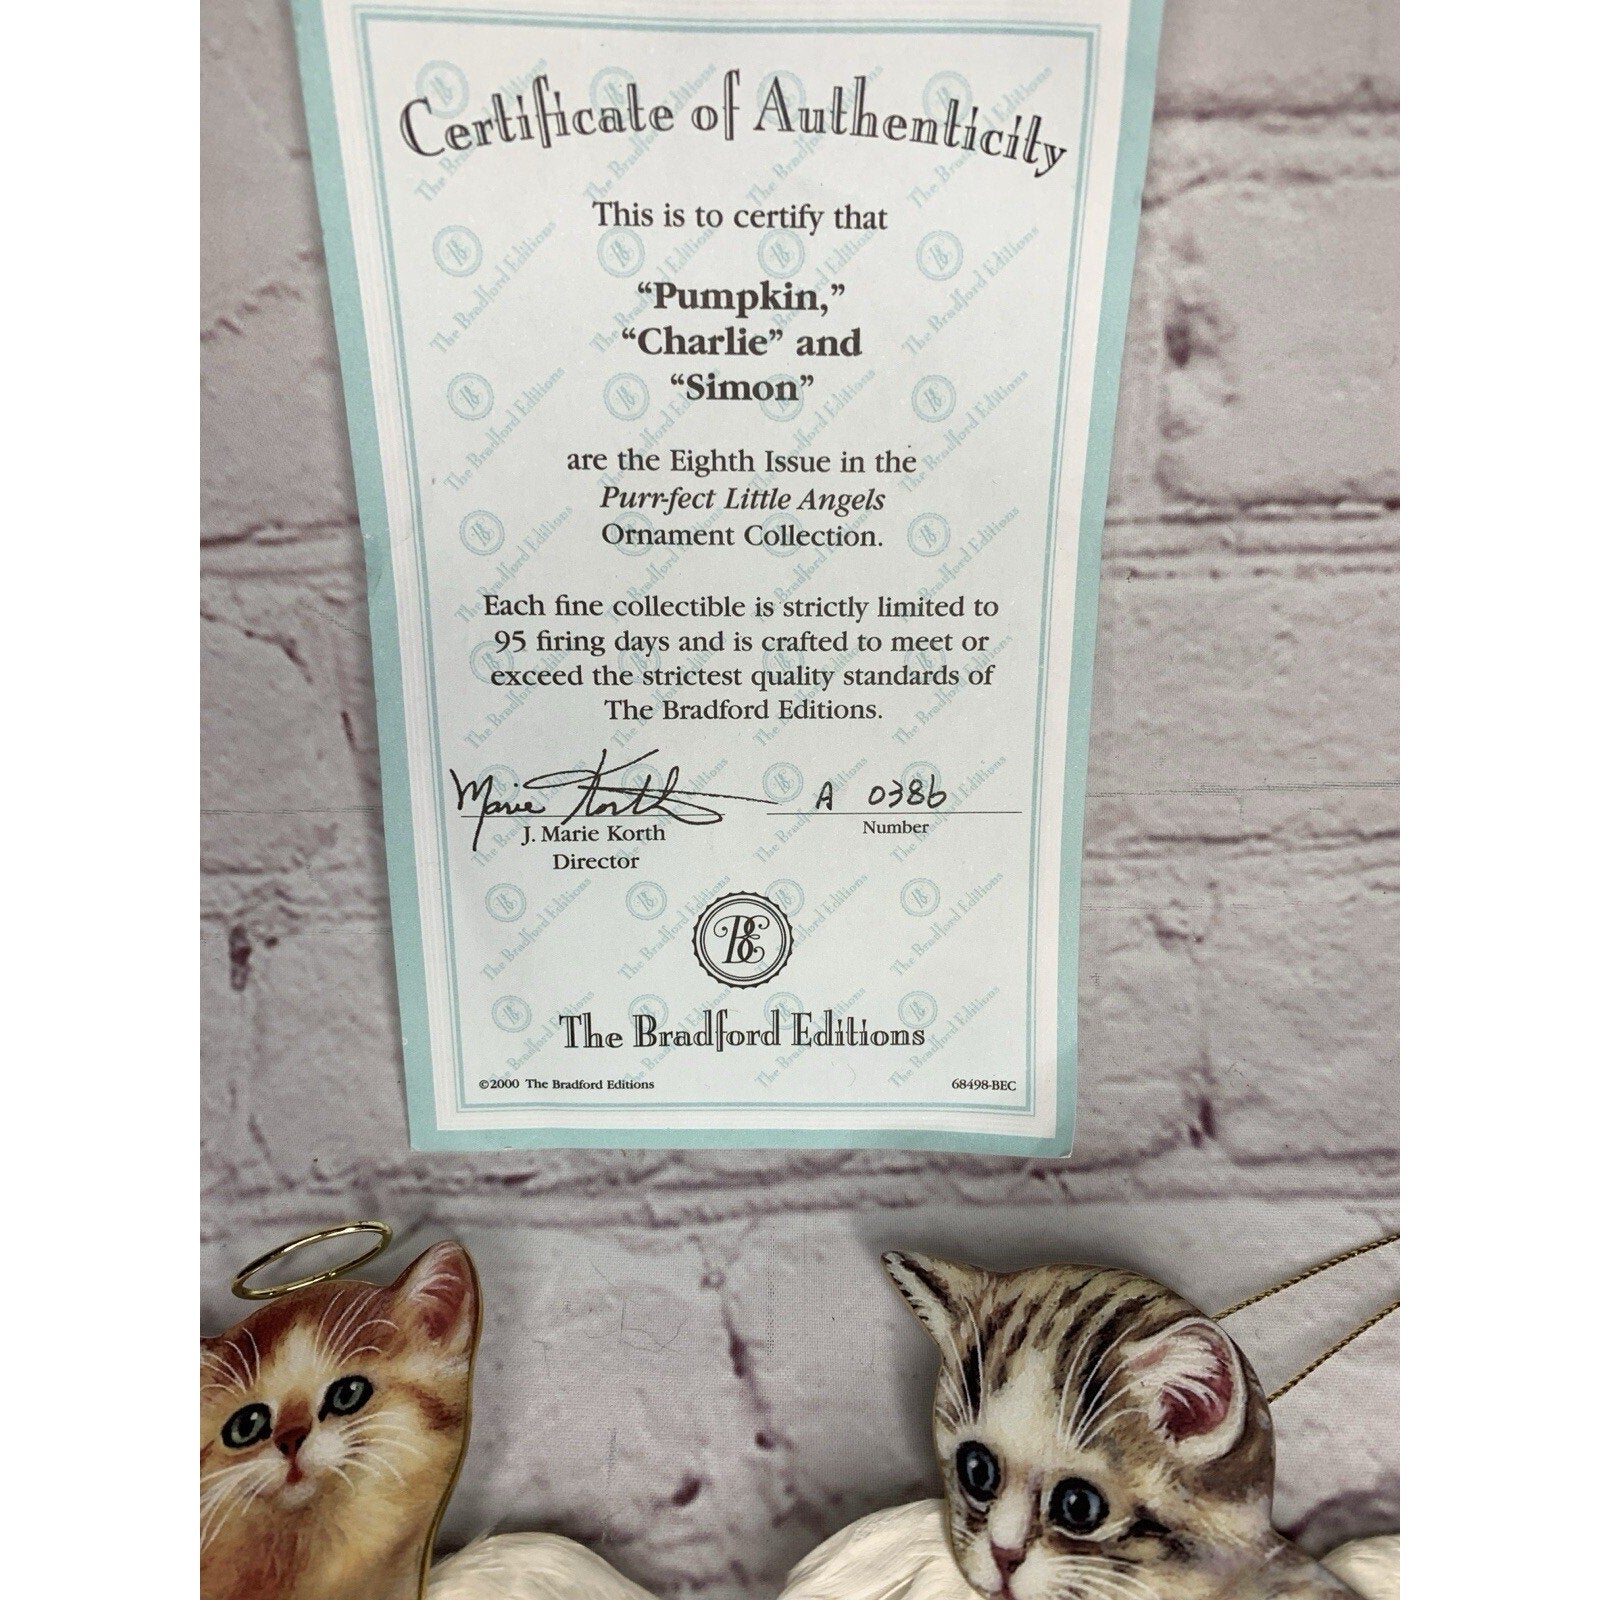 Certificate of Authenticity
This is to certify that
“Pumpkin,”
“Charlie” and
“Simon”
are the Eighth Issue in the
Purr-fect Little Angels
Ornament Collection.
Each fine collectible is strictly limited to
95 firing days and is crafted to meet or
exceed the strictest quality standards of
The Bradford Editions.
Marie Korth
A 0386
J. Marie Korth
Number
Director
BE
The Bradford Editions
©2000 The Bradford Editions
68498-BEC